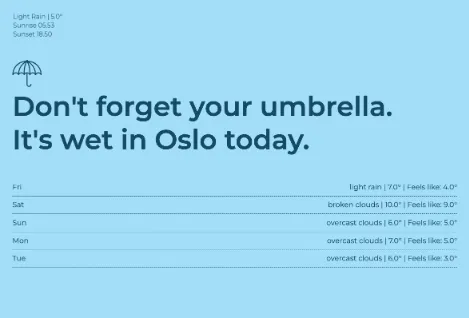 Light Rain | 5.0°
Sunrise 05:53
Sunset 18:50
Don't forget your umbrella.
It's wet in Oslo today.
Fri light rain | 7.0° | Feels like: 4.0°
Sat broken clouds | 10.0° | Feels like: 9.0°
Sun overcast clouds | 6.0° | Feels like: 5.0°
Mon overcast clouds | 7.0° | Feels like: 5.0°
Tue overcast clouds | 6.0° | Feels like: 3.0°